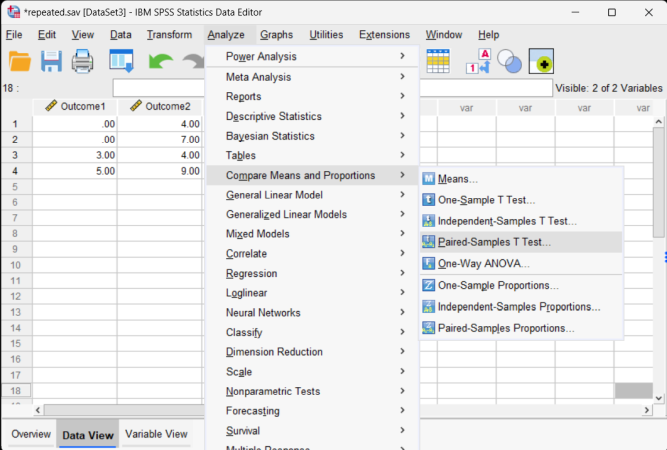 *repeated.sav [DataSet3] - IBM SPSS Statistics Data Editor
File Edit View Data Transform Analyze Graphs Utilities Extensions Window Help
18 :
Visible: 2 of 2 Variables
Outcome1 Outcome2 var var var var
1 .00 4.00
2 .00 7.00
3 3.00 4.00
4 5.00 9.00
5
6
7
8
9
10
11
12
13
14
15
16
17
18
Power Analysis
Meta Analysis
Reports
Descriptive Statistics
Bayesian Statistics
Tables
Compare Means and Proportions
General Linear Model
Generalized Linear Models
Mixed Models
Correlate
Regression
Loglinear
Neural Networks
Classify
Dimension Reduction
Scale
Nonparametric Tests
Forecasting
Survival
Multiple Response
Means...
One-Sample T Test...
Independent-Samples T Test...
Paired-Samples T Test...
One-Way ANOVA...
One-Sample Proportions...
Independent-Samples Proportions...
Paired-Samples Proportions...
Overview Data View Variable View